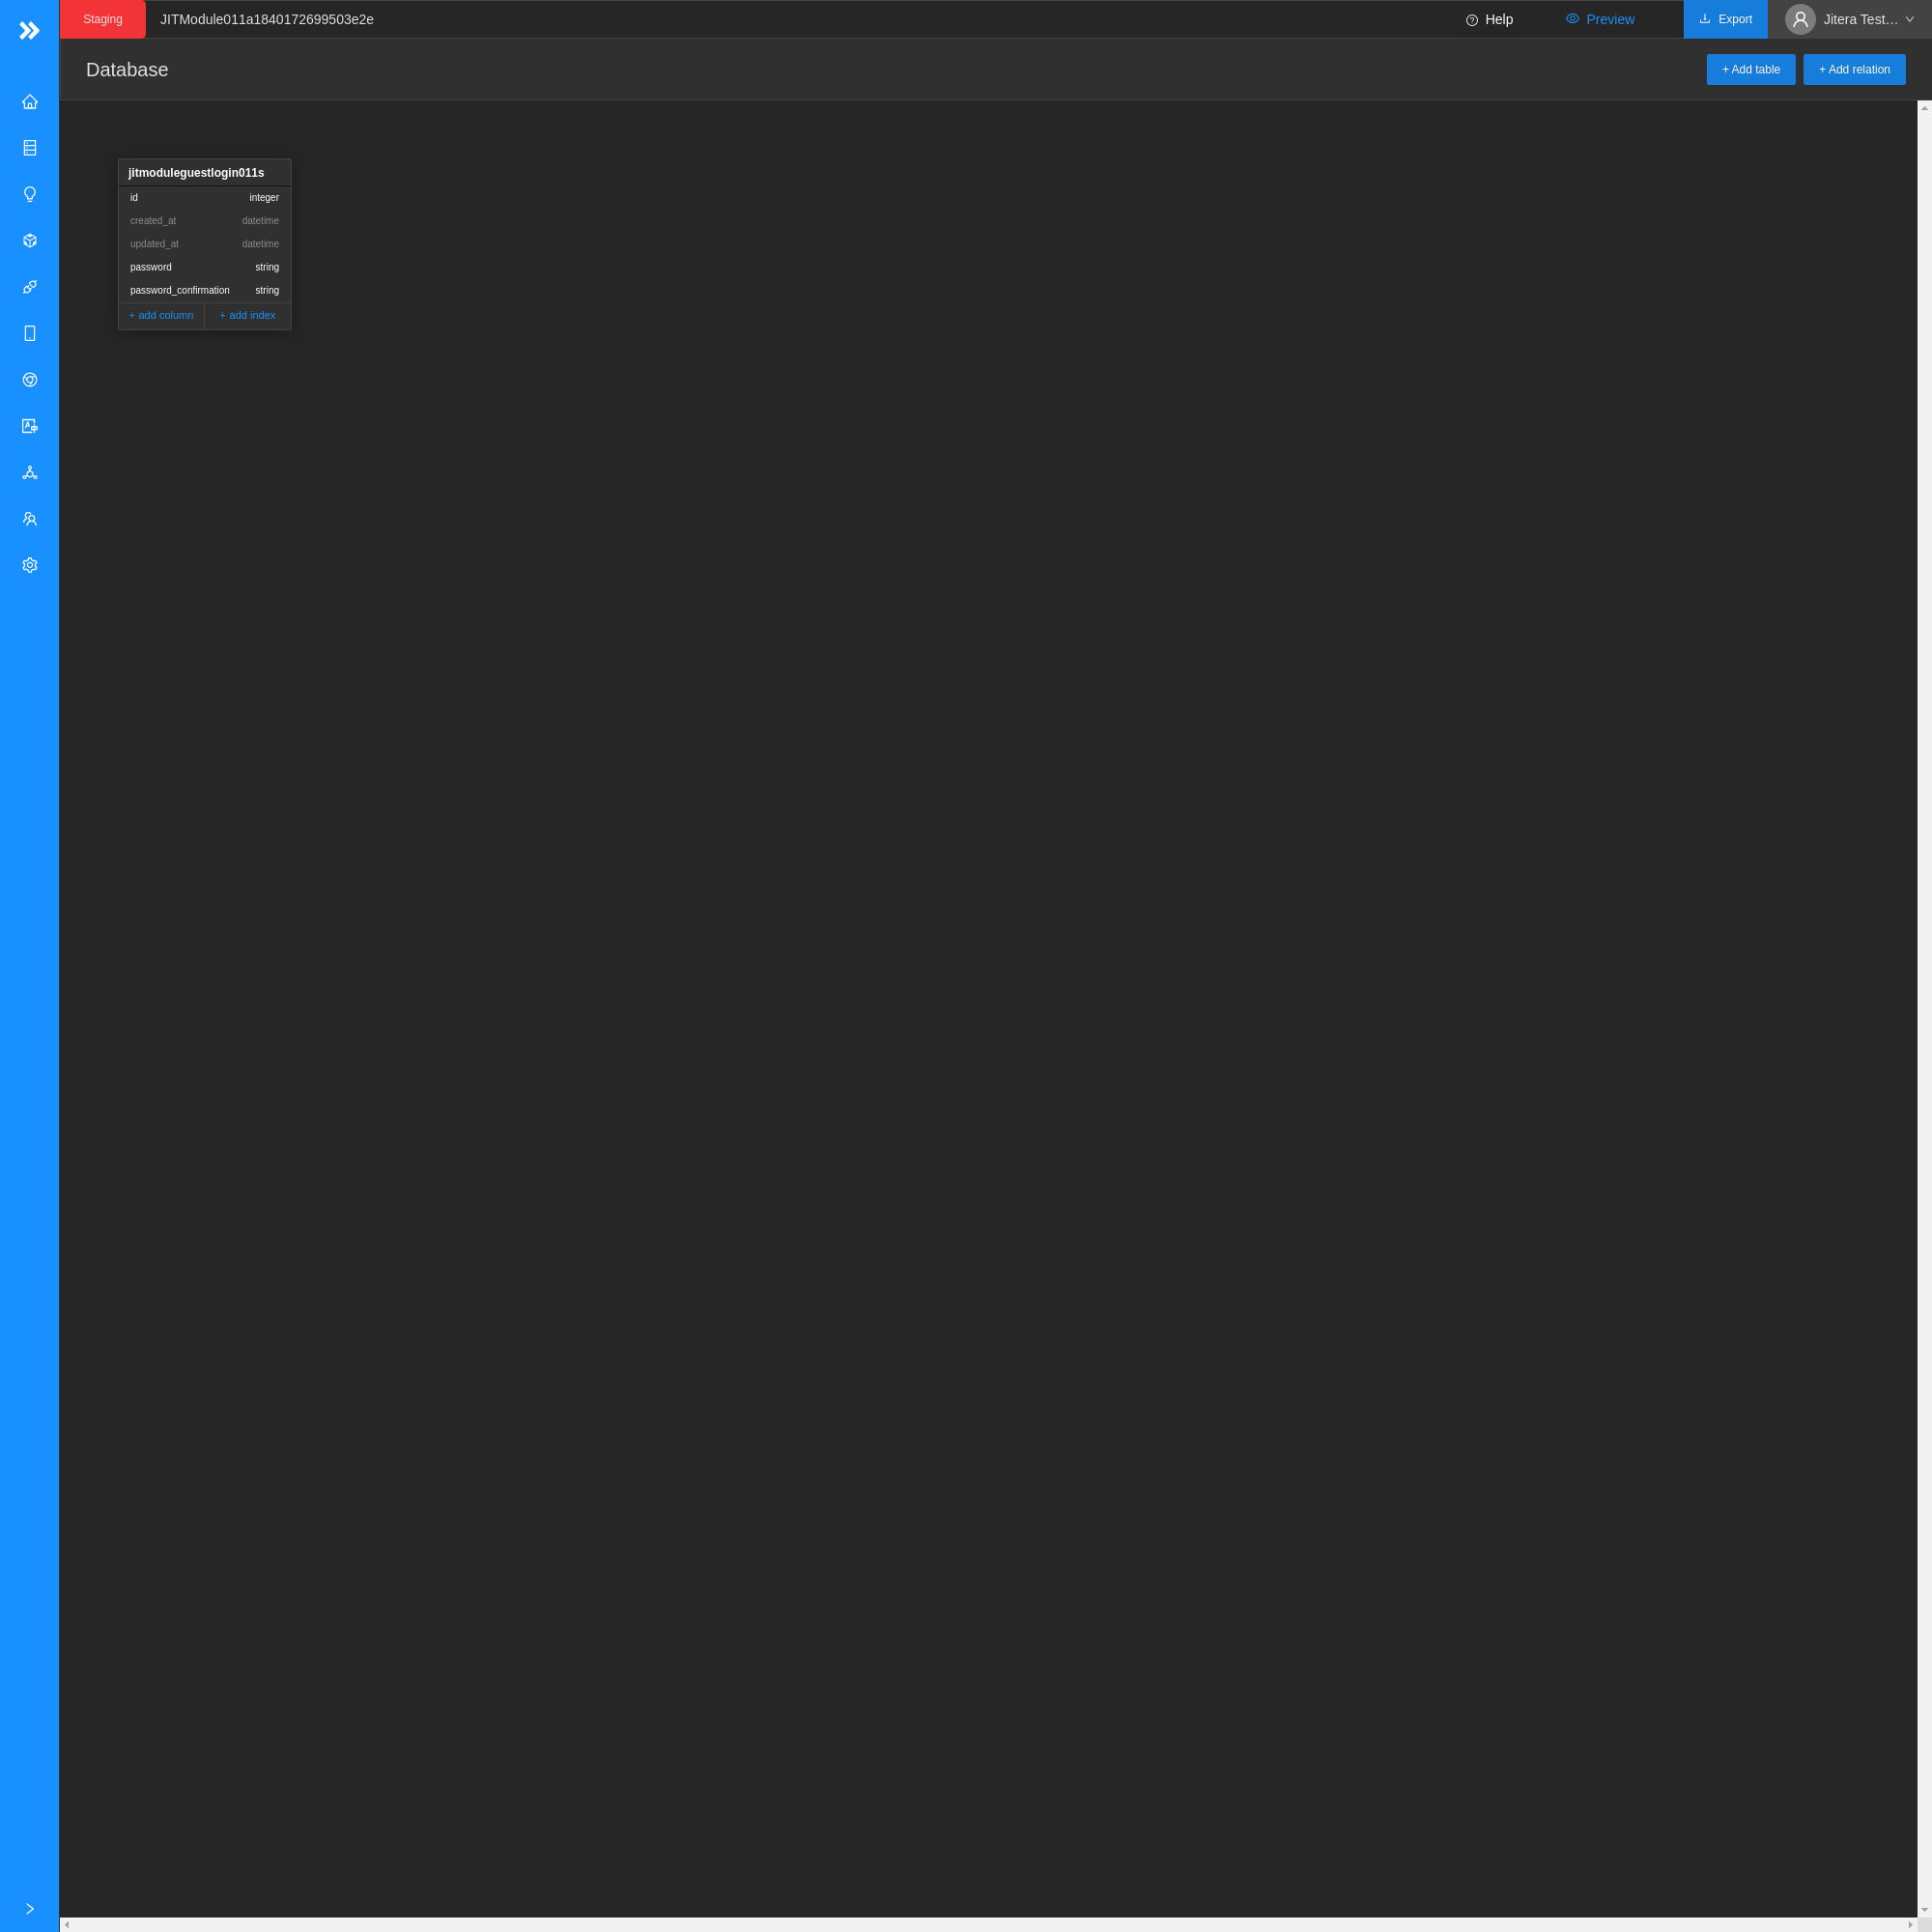 Staging JITModule011a1840172699503e2e Help Preview Export Jitera Test…
Database + Add table + Add relation
jitmoduleguestlogin011s
id integer
created_at datetime
updated_at datetime
password string
password_confirmation string
+ add column + add index